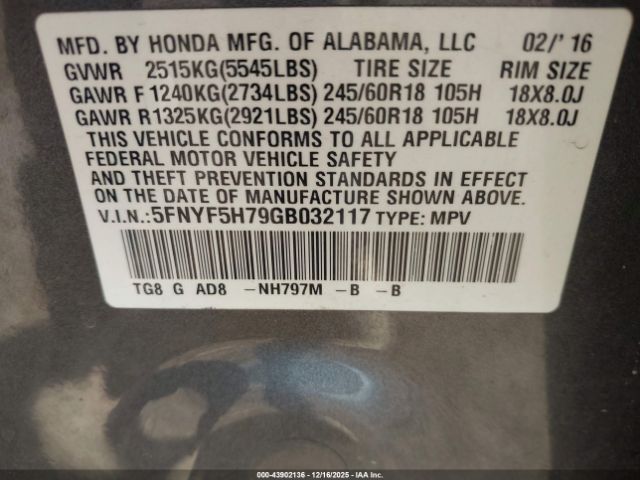 MFD. BY HONDA MFG. OF ALABAMA, LLC 02/' 16
GVWR 2515KG(5545LBS) TIRE SIZE RIM SIZE
GAWR F 1240KG(2734LBS) 245/60R18 105H 18X8.0J
GAWR R 1325KG(2921LBS) 245/60R18 105H 18X8.0J
THIS VEHICLE CONFORMS TO ALL APPLICABLE
FEDERAL MOTOR VEHICLE SAFETY
AND THEFT PREVENTION STANDARDS IN EFFECT
ON THE DATE OF MANUFACTURE SHOWN ABOVE.
V.I.N.:5FNYF5H79GB032117 TYPE: MPV
TG8 G AD8 -NH797M -B -B
000-43902136 - 12/16/2025 - IAAI, INC.